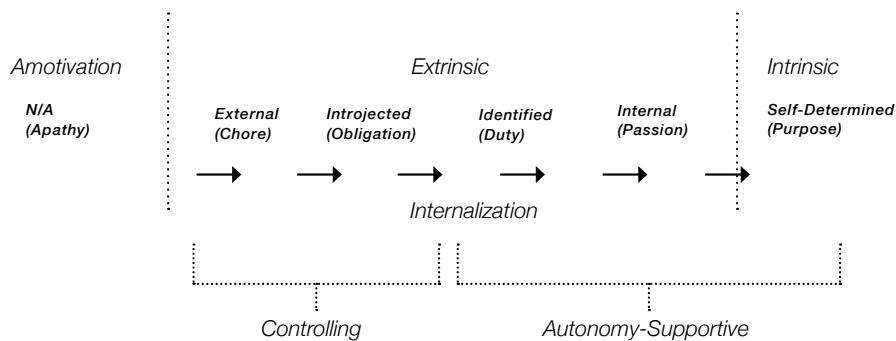 Amotivation
Extrinsic
Intrinsic
N/A
(Apathy)
External
(Chore)
Introjected
(Obligation)
Identified
(Duty)
Internal
(Passion)
Self-Determined
(Purpose)
Internalization
Controlling
Autonomy-Supportive